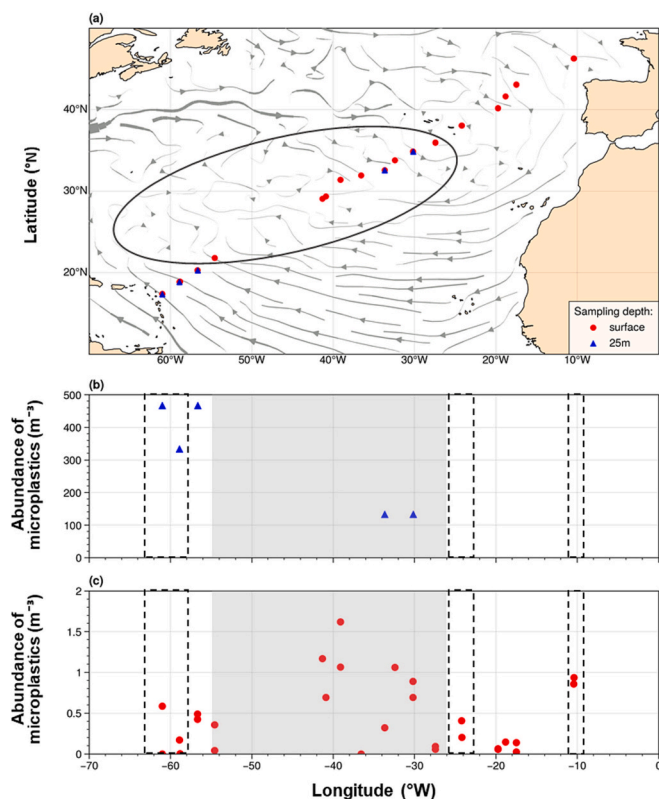 (a)
Latitude (°N)
40°N
30°N
20°N
60°W
50°W
40°W
30°W
20°W
10°W
Sampling depth:
surface
25m
(b)
Abundance of
microplastics (m⁻³)
500
400
300
200
100
0
(c)
Abundance of
microplastics (m⁻³)
2
1.5
1
0.5
0
-70
-60
-50
-40
-30
-20
-10
0
Longitude (°W)